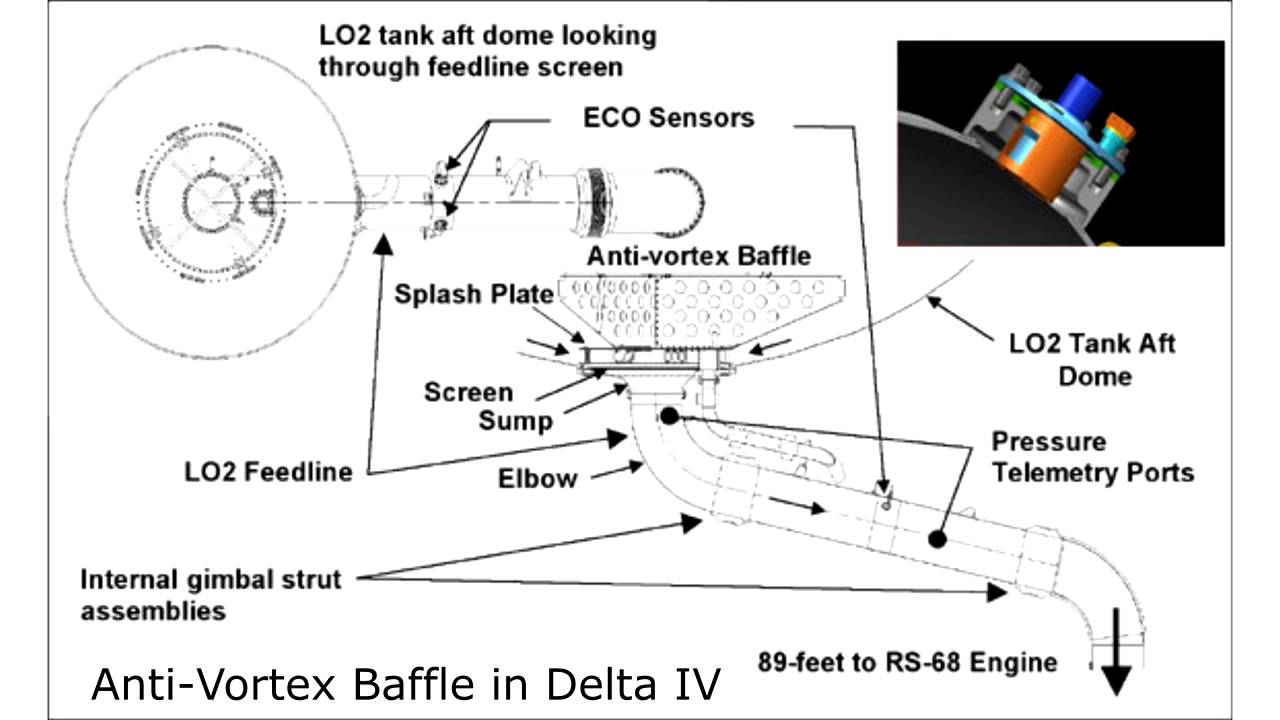 LO2 tank aft dome looking
through feedline screen
ECO Sensors
Anti-vortex Baffle
Splash Plate
LO2 Tank Aft
Dome
Screen
Sump
Pressure
Telemetry Ports
LO2 Feedline
Elbow
Internal gimbal strut
assemblies
89-feet to RS-68 Engine
Anti-Vortex Baffle in Delta IV